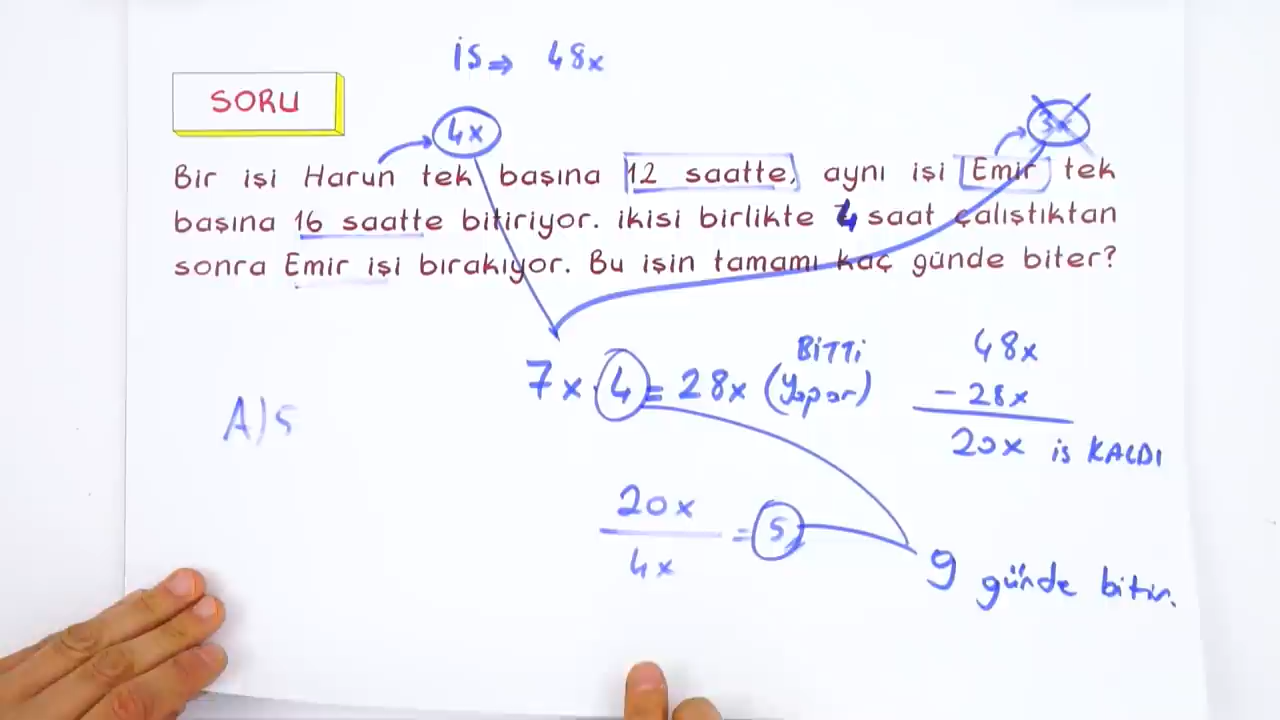 İS ⇒ 48x
SORU
4x
3x
Bir işi Harun tek başına 12 saatte, aynı işi Emir tek
başına 16 saatte bitiriyor. ikisi birlikte 4 saat çalıştıktan
sonra Emir işi bırakıyor. Bu işin tamamı kaç günde biter?
7x.4=28x (Yapar)
BİTTİ
48x
- 28x
20x is KALDI
A)5
20x
4x
= 5
9 günde bitir.